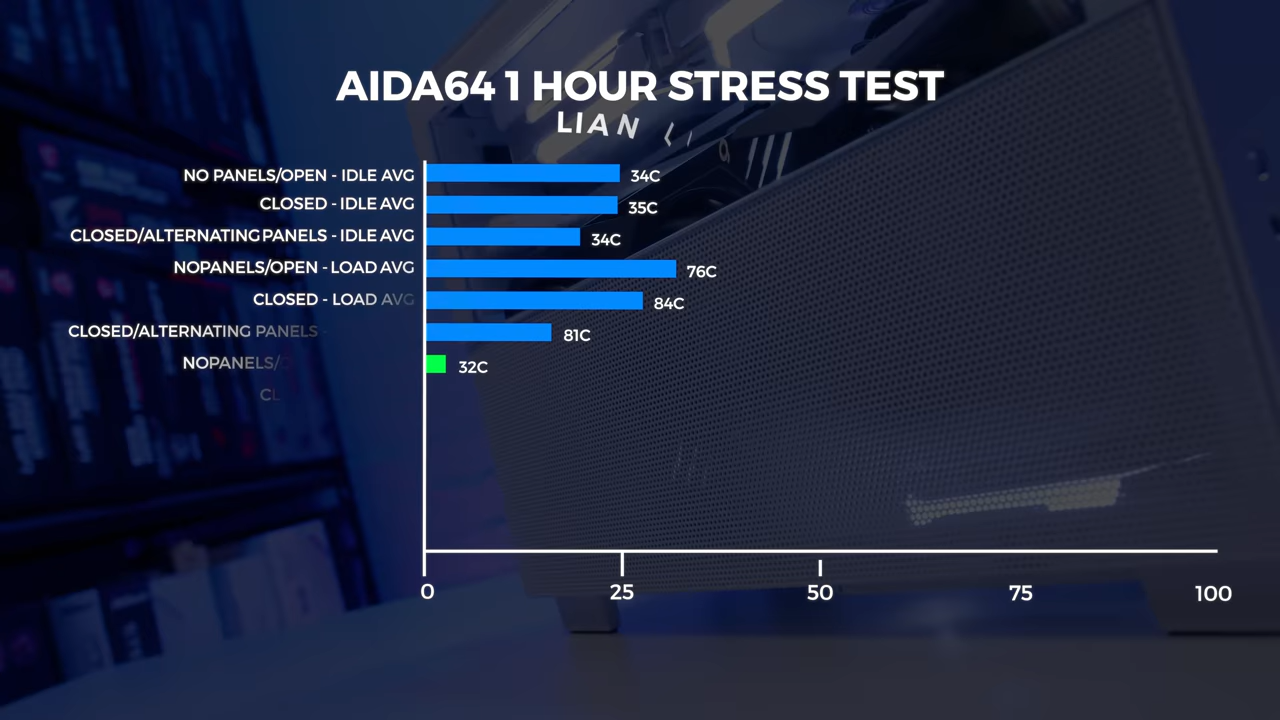 AIDA64 1 HOUR STRESS TEST
LIAN
NO PANELS/OPEN - IDLE AVG 34C
CLOSED - IDLE AVG 35C
CLOSED/ALTERNATING PANELS - IDLE AVG 34C
NOPANELS/OPEN - LOAD AVG 76C
CLOSED - LOAD AVG 84C
CLOSED/ALTERNATING PANELS - 81C
NOPANELS/ 32C
CL
0 25 50 75 100